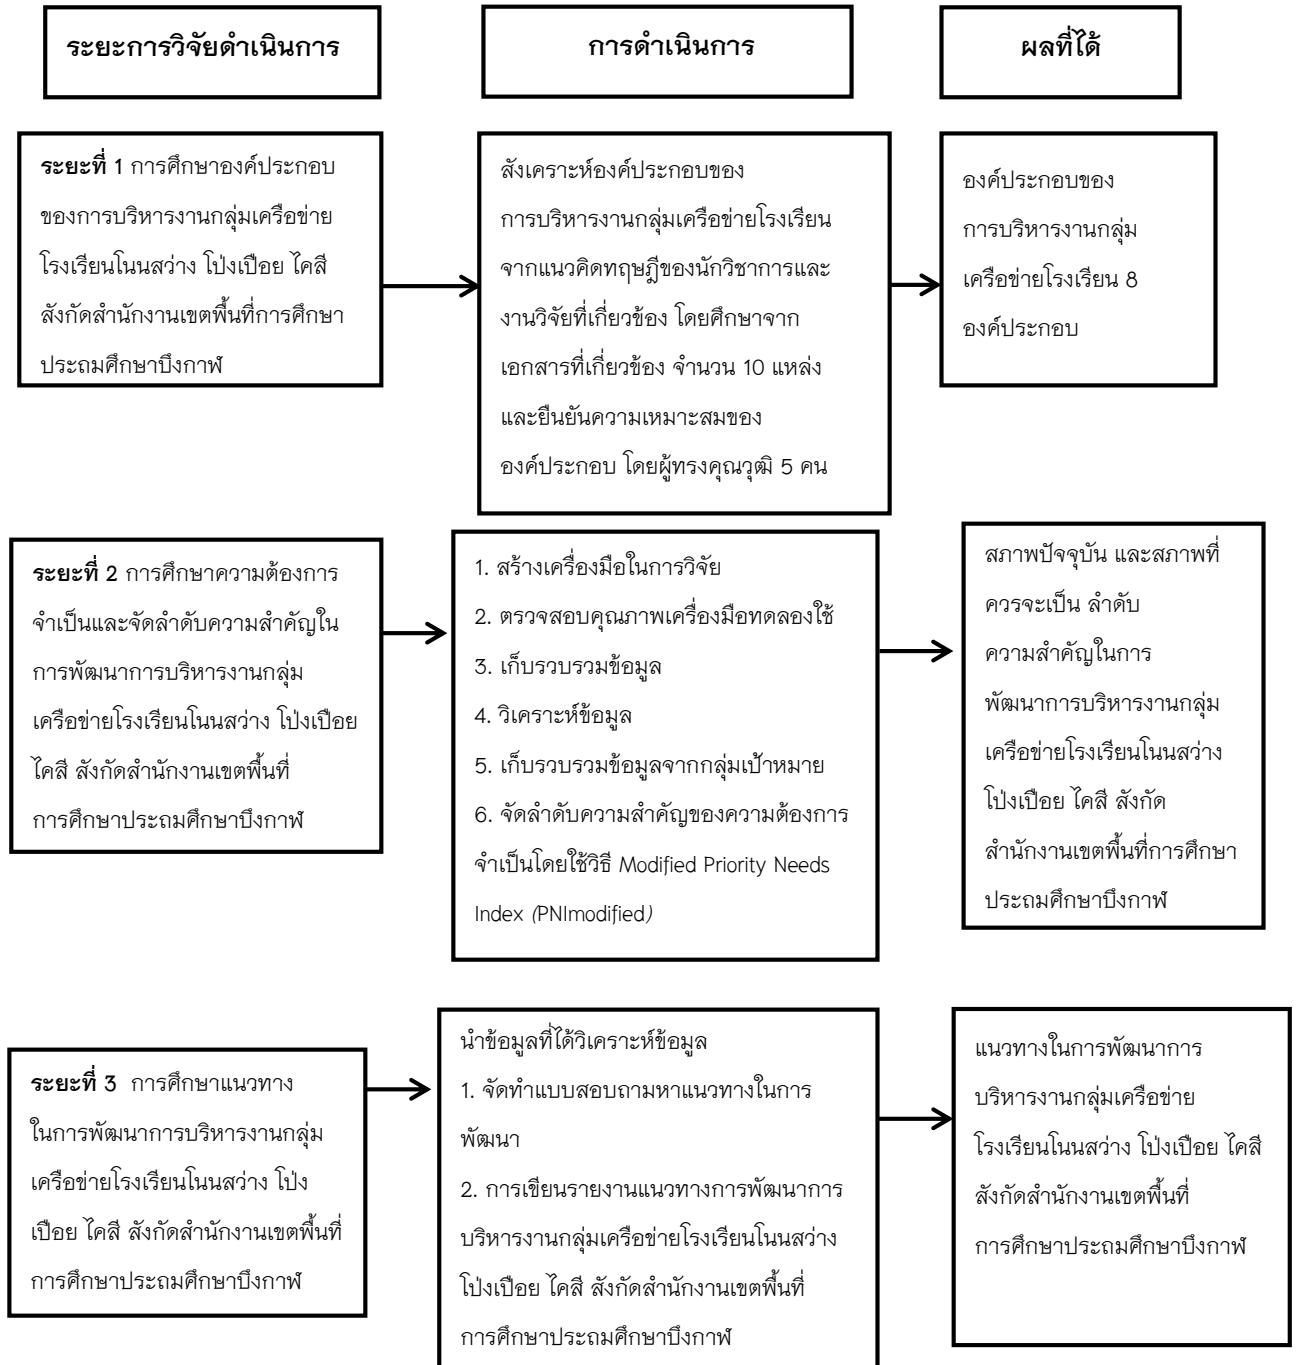 ระยะการวิจัยดำเนินการ
การดำเนินการ
ผลที่ได้
ระยะที่ 1 การศึกษาองค์ประกอบ
ของการบริหารงานกลุ่มเครือข่าย
โรงเรียนโนนสว่าง โป่งเปือย ไคสี
สังกัดสำนักงานเขตพื้นที่การศึกษา
ประถมศึกษาบึงกาฬ
สังเคราะห์องค์ประกอบของ
การบริหารงานกลุ่มเครือข่ายโรงเรียน
จากแนวคิดทฤษฎีของนักวิชาการและ
งานวิจัยที่เกี่ยวข้อง โดยศึกษาจาก
เอกสารที่เกี่ยวข้อง จำนวน 10 แหล่ง
และยืนยันความเหมาะสมของ
องค์ประกอบ โดยผู้ทรงคุณวุฒิ 5 คน
องค์ประกอบของ
การบริหารงานกลุ่ม
เครือข่ายโรงเรียน 8
องค์ประกอบ
ระยะที่ 2 การศึกษาความต้องการ
จำเป็นและจัดลำดับความสำคัญใน
การพัฒนาการบริหารงานกลุ่ม
เครือข่ายโรงเรียนโนนสว่าง โป่งเปือย
ไคสี สังกัดสำนักงานเขตพื้นที่
การศึกษาประถมศึกษาบึงกาฬ
1. สร้างเครื่องมือในการวิจัย
2. ตรวจสอบคุณภาพเครื่องมือทดลองใช้
3. เก็บรวบรวมข้อมูล
4. วิเคราะห์ข้อมูล
5. เก็บรวบรวมข้อมูลจากกลุ่มเป้าหมาย
6. จัดลำดับความสำคัญของความต้องการ
จำเป็นโดยใช้วิธี Modified Priority Needs
Index (PNImodified)
สภาพปัจจุบัน และสภาพที่
ควรจะเป็น ลำดับ
ความสำคัญในการ
พัฒนาการบริหารงานกลุ่ม
เครือข่ายโรงเรียนโนนสว่าง
โป่งเปือย ไคสี สังกัด
สำนักงานเขตพื้นที่การศึกษา
ประถมศึกษาบึงกาฬ
ระยะที่ 3 การศึกษาแนวทาง
ในการพัฒนาการบริหารงานกลุ่ม
เครือข่ายโรงเรียนโนนสว่าง โป่ง
เปือย ไคสี สังกัดสำนักงานเขตพื้นที่
การศึกษาประถมศึกษาบึงกาฬ
นำข้อมูลที่ได้วิเคราะห์ข้อมูล
1. จัดทำแบบสอบถามหาแนวทางในการ
พัฒนา
2. การเขียนรายงานแนวทางการพัฒนาการ
บริหารงานกลุ่มเครือข่ายโรงเรียนโนนสว่าง
โป่งเปือย ไคสี สังกัดสำนักงานเขตพื้นที่
การศึกษาประถมศึกษาบึงกาฬ
แนวทางในการพัฒนาการ
บริหารงานกลุ่มเครือข่าย
โรงเรียนโนนสว่าง โป่งเปือย ไคสี
สังกัดสำนักงานเขตพื้นที่
การศึกษาประถมศึกษาบึงกาฬ